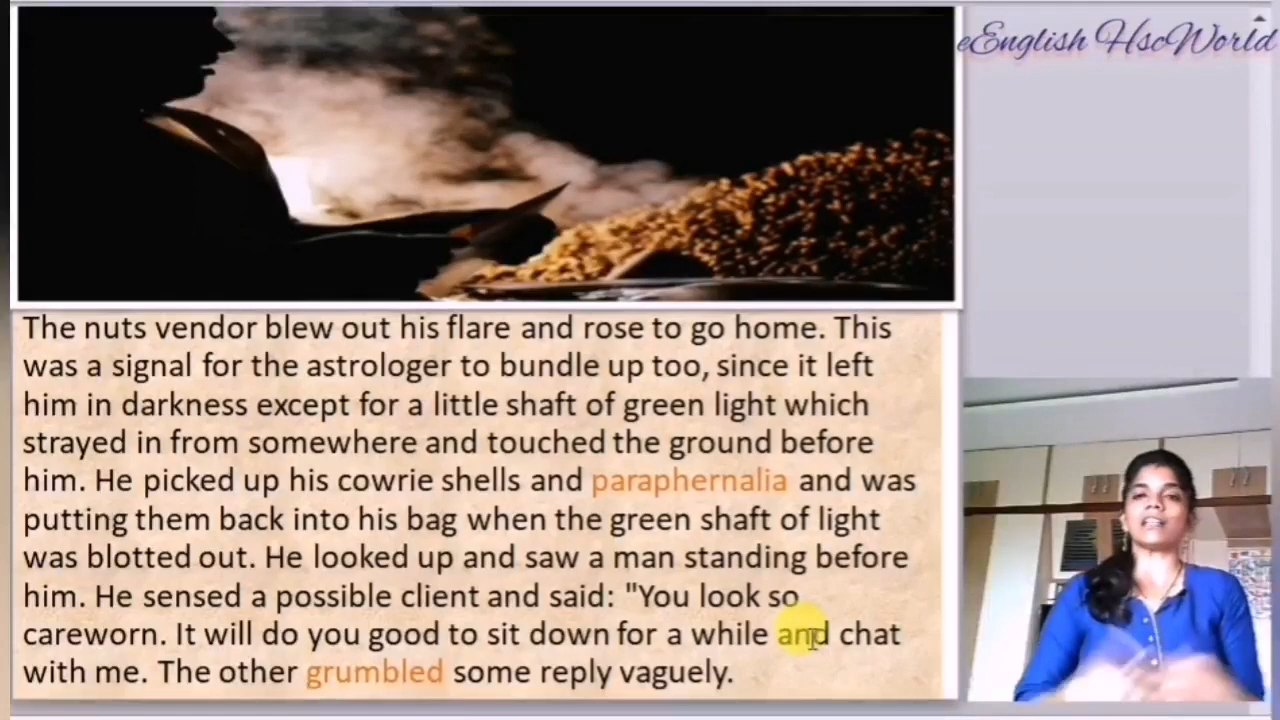 eEnglish HscWorld
The nuts vendor blew out his flare and rose to go home. This
was a signal for the astrologer to bundle up too, since it left
him in darkness except for a little shaft of green light which
strayed in from somewhere and touched the ground before
him. He picked up his cowrie shells and paraphernalia and was
putting them back into his bag when the green shaft of light
was blotted out. He looked up and saw a man standing before
him. He sensed a possible client and said: "You look so
careworn. It will do you good to sit down for a while and chat
with me. The other grumbled some reply vaguely.